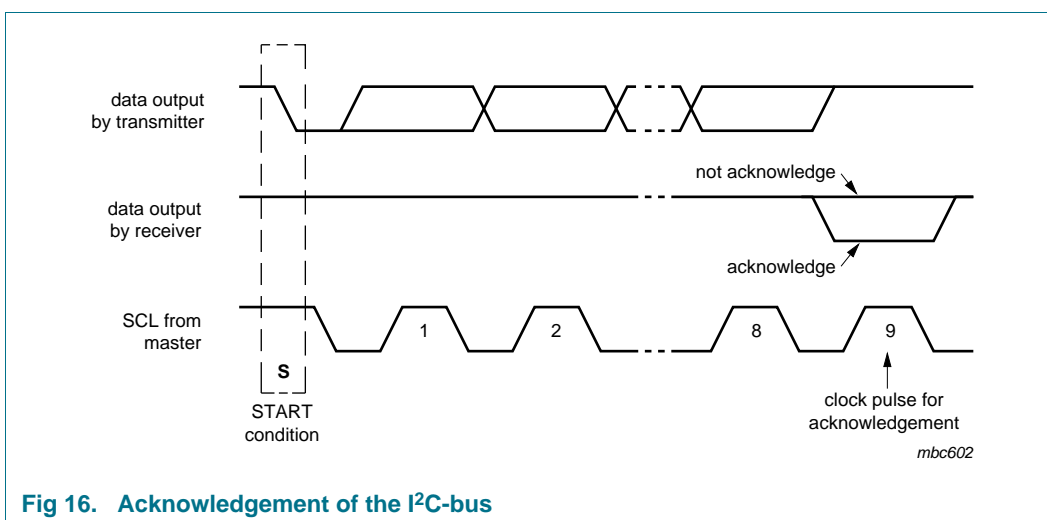 data output
by transmitter
not acknowledge
data output
by receiver
acknowledge
SCL from
master
1
2
8
9
S
START
condition
clock pulse for
acknowledgement
mbc602
Fig 16. Acknowledgement of the I²C-bus